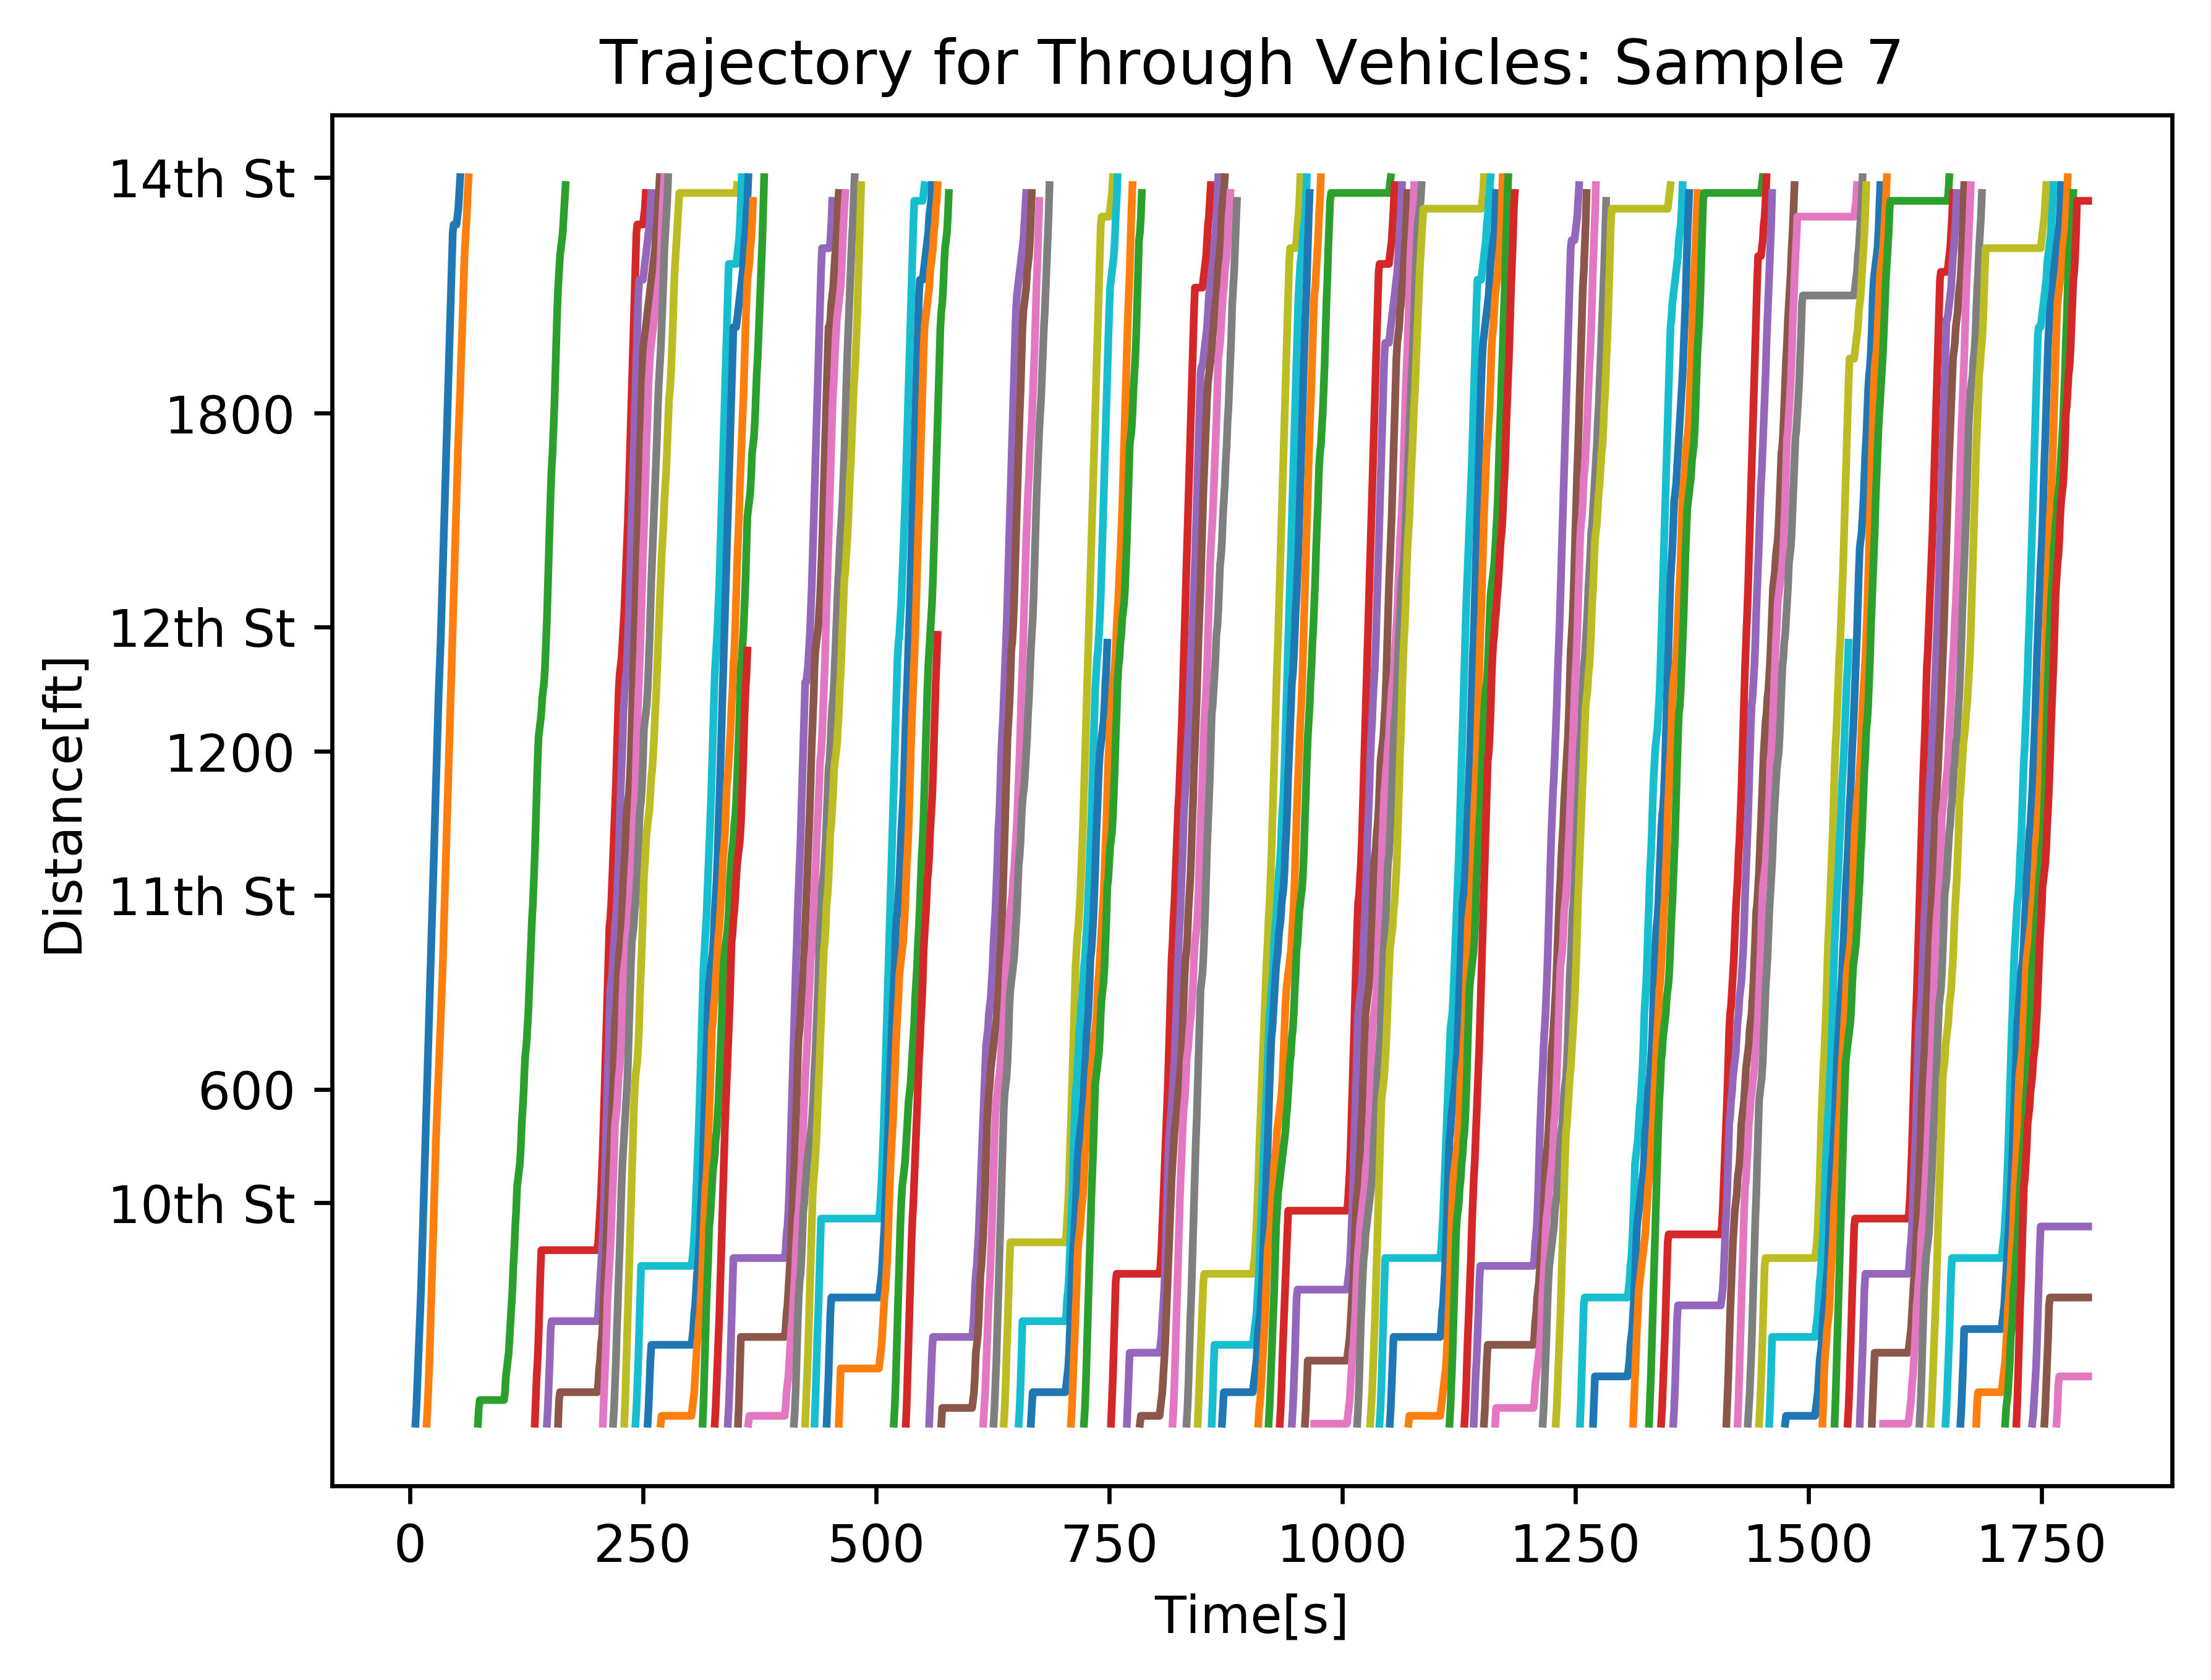 Trajectory for Through Vehicles: Sample 7
14th St
1800
12th St
1200
11th St
600
10th St
Distance[ft]
0 250 500 750 1000 1250 1500 1750
Time[s]